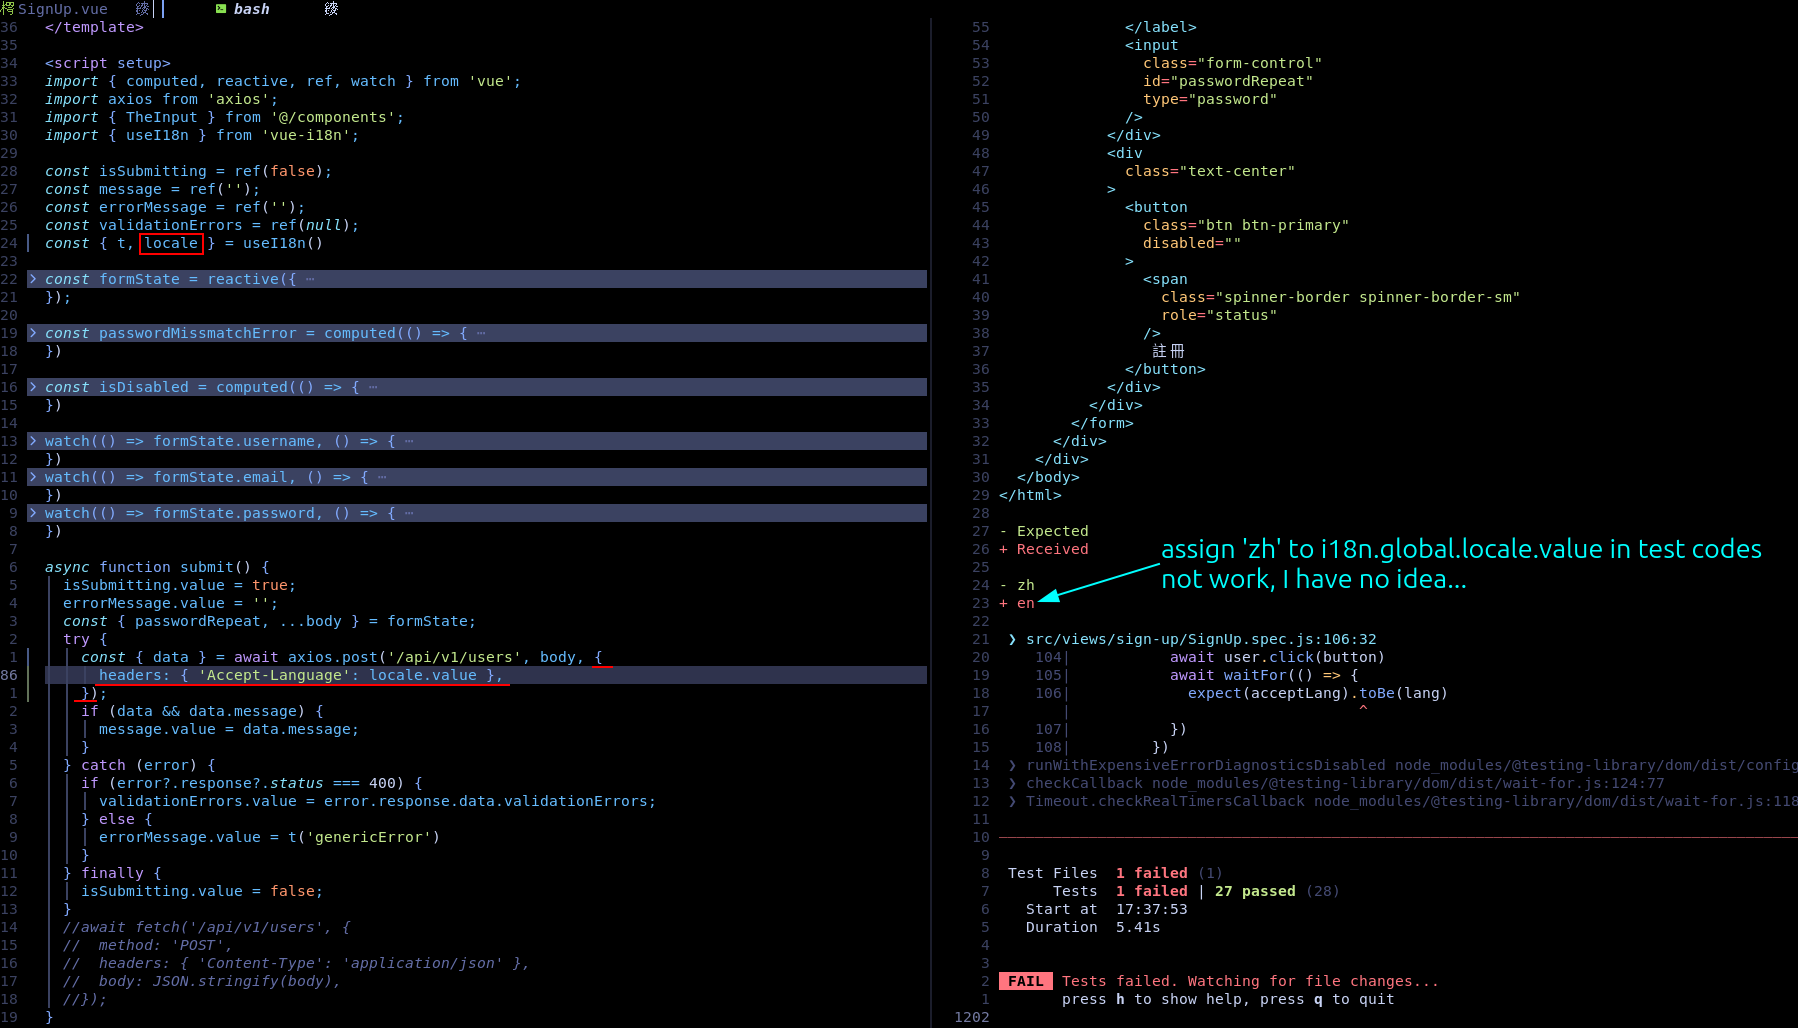 SignUp.vue
bash
36 </template>
35
34 <script setup>
33 import { computed, reactive, ref, watch } from 'vue';
32 import axios from 'axios';
31 import { TheInput } from '@/components';
30 import { useI18n } from 'vue-i18n';
29
28 const isSubmitting = ref(false);
27 const message = ref('');
26 const errorMessage = ref('');
25 const validationErrors = ref(null);
24 const { t, locale } = useI18n()
23
22 > const formState = reactive({ ⋯
21 });
20
19 > const passwordMissmatchError = computed(() => { ⋯
18 })
17
16 > const isDisabled = computed(() => { ⋯
15 })
14
13 > watch(() => formState.username, () => { ⋯
12 })
11 > watch(() => formState.email, () => { ⋯
10 })
9 > watch(() => formState.password, () => { ⋯
8 })
7
6 async function submit() {
5 isSubmitting.value = true;
4 errorMessage.value = '';
3 const { passwordRepeat, ...body } = formState;
2 try {
1 const { data } = await axios.post('/api/v1/users', body, {
86 headers: { 'Accept-Language': locale.value },
1 });
2 if (data && data.message) {
3 message.value = data.message;
4 }
5 } catch (error) {
6 if (error?.response?.status === 400) {
7 validationErrors.value = error.response.data.validationErrors;
8 } else {
9 errorMessage.value = t('genericError')
10 }
11 } finally {
12 isSubmitting.value = false;
13 }
14 //await fetch('/api/v1/users', {
15 //  method: 'POST',
16 //  headers: { 'Content-Type': 'application/json' },
17 //  body: JSON.stringify(body),
18 //});
19 }
55 </label>
54 <input
53 class="form-control"
52 id="passwordRepeat"
51 type="password"
50 />
49 </div>
48 <div
47 class="text-center"
46 >
45 <button
44 class="btn btn-primary"
43 disabled=""
42 >
41 <span
40 class="spinner-border spinner-border-sm"
39 role="status"
38 />
37 註冊
36 </button>
35 </div>
34 </div>
33 </form>
32 </div>
31 </div>
30 </body>
29 </html>
28
27 - Expected
26 + Received
25
24 - zh
23 + en
assign 'zh' to i18n.global.locale.value in test codes
not work, I have no idea...
22
21 ❯ src/views/sign-up/SignUp.spec.js:106:32
20 104| await user.click(button)
19 105| await waitFor(() => {
18 106| expect(acceptLang).toBe(lang)
17 | ^
16 107| })
15 108| })
14 ❯ runWithExpensiveErrorDiagnosticsDisabled node_modules/@testing-library/dom/dist/config
13 ❯ checkCallback node_modules/@testing-library/dom/dist/wait-for.js:124:77
12 ❯ Timeout.checkRealTimersCallback node_modules/@testing-library/dom/dist/wait-for.js:118
11
10
9
8 Test Files 1 failed (1)
7 Tests 1 failed | 27 passed (28)
6 Start at 17:37:53
5 Duration 5.41s
4
3
2 FAIL Tests failed. Watching for file changes...
1 press h to show help, press q to quit
1202